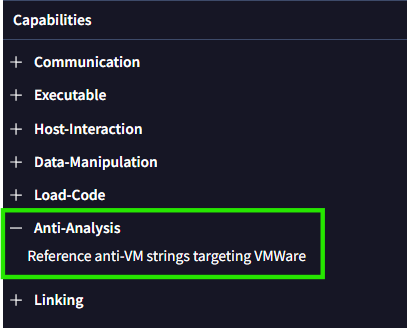 Capabilities
+ Communication
+ Executable
+ Host-Interaction
+ Data-Manipulation
+ Load-Code
— Anti-Analysis
Reference anti-VM strings targeting VMWare
+ Linking